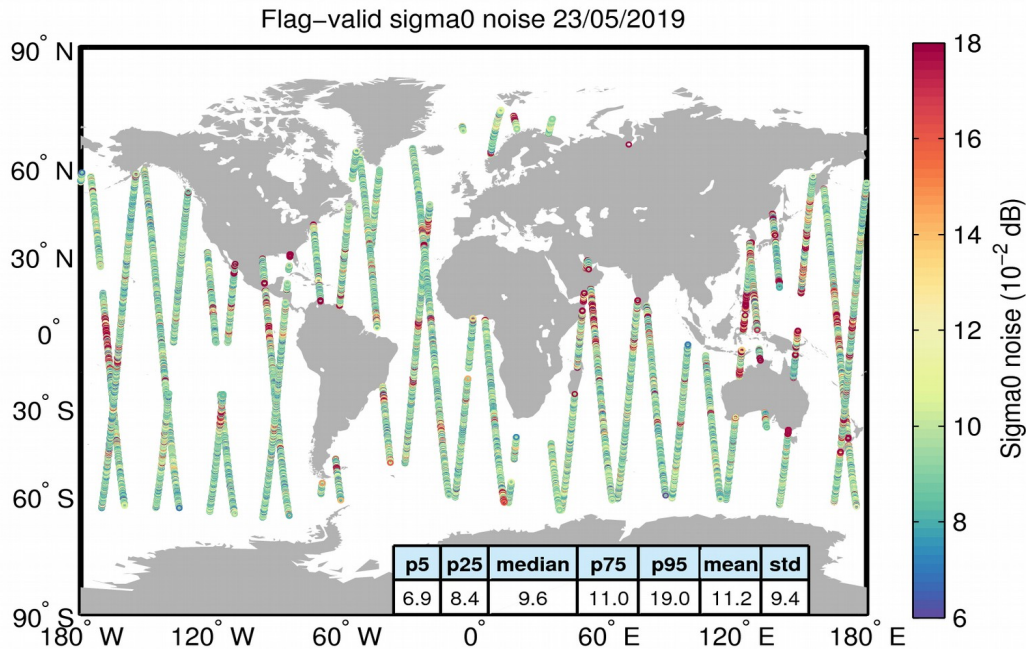 Flag−valid sigma0 noise 23/05/2019
90° N
60° N
30° N
0°
30° S
60° S
90° S
180° W
120° W
60° W
0°
60° E
120° E
180° E
p5 p25 median p75 p95 mean std
6.9 8.4 9.6 11.0 19.0 11.2 9.4
18
16
14
12
10
8
6
Sigma0 noise (10⁻² dB)